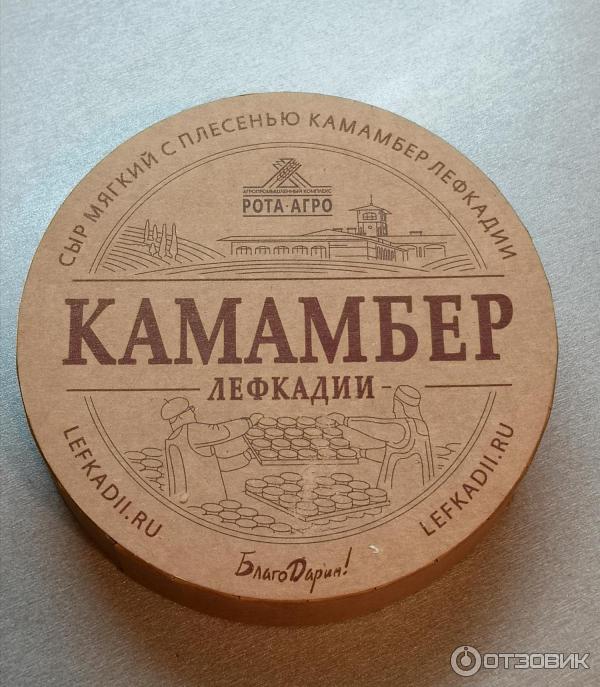 СЫР МЯГКИЙ С ПЛЕСЕНЬЮ КАМАМБЕР ЛЕФКАДИИ
АГРОПРОМЫШЛЕННЫЙ КОМПЛЕКС
РОТА-АГРО
КАМАМБЕР
ЛЕФКАДИИ
LEFKADII.RU
LEFKADII.RU
БлагоДарим!
ОТЗОВИК